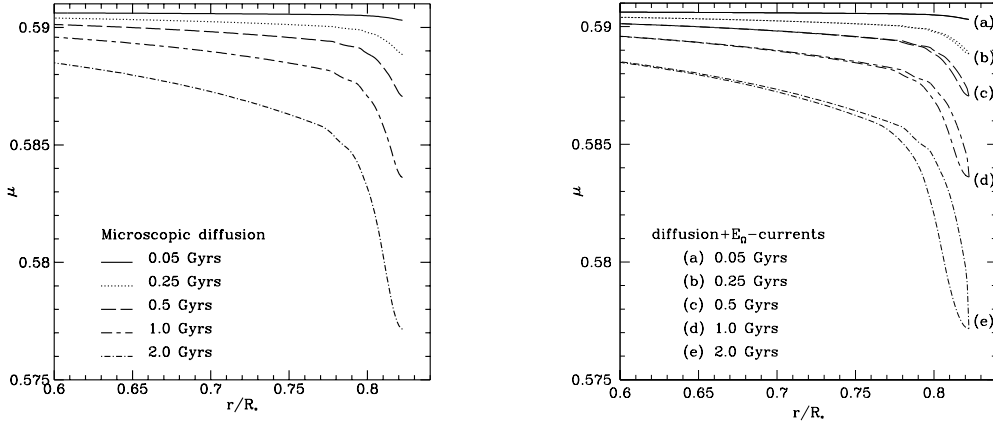 0.59
0.585
0.58
0.575
μ
Microscopic diffusion
0.05 Gyrs
0.25 Gyrs
0.5 Gyrs
1.0 Gyrs
2.0 Gyrs
0.6 0.65 0.7 0.75 0.8
r/R*
0.59
0.585
0.58
0.575
μ
(a)
(b)
(c)
(d)
(e)
diffusion+E_Ω-currents
(a) 0.05 Gyrs
(b) 0.25 Gyrs
(c) 0.5 Gyrs
(d) 1.0 Gyrs
(e) 2.0 Gyrs
0.6 0.65 0.7 0.75 0.8
r/R*